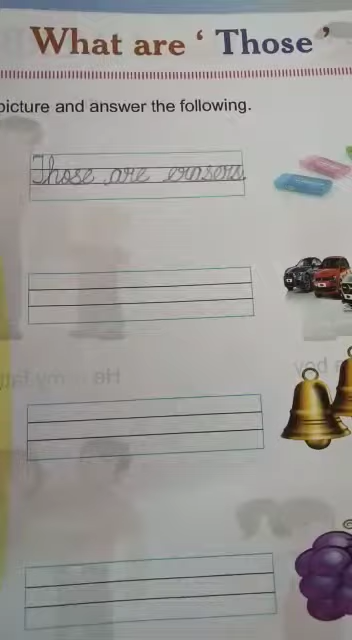 What are ‘ Those ’
picture and answer the following.
Those are erasers.